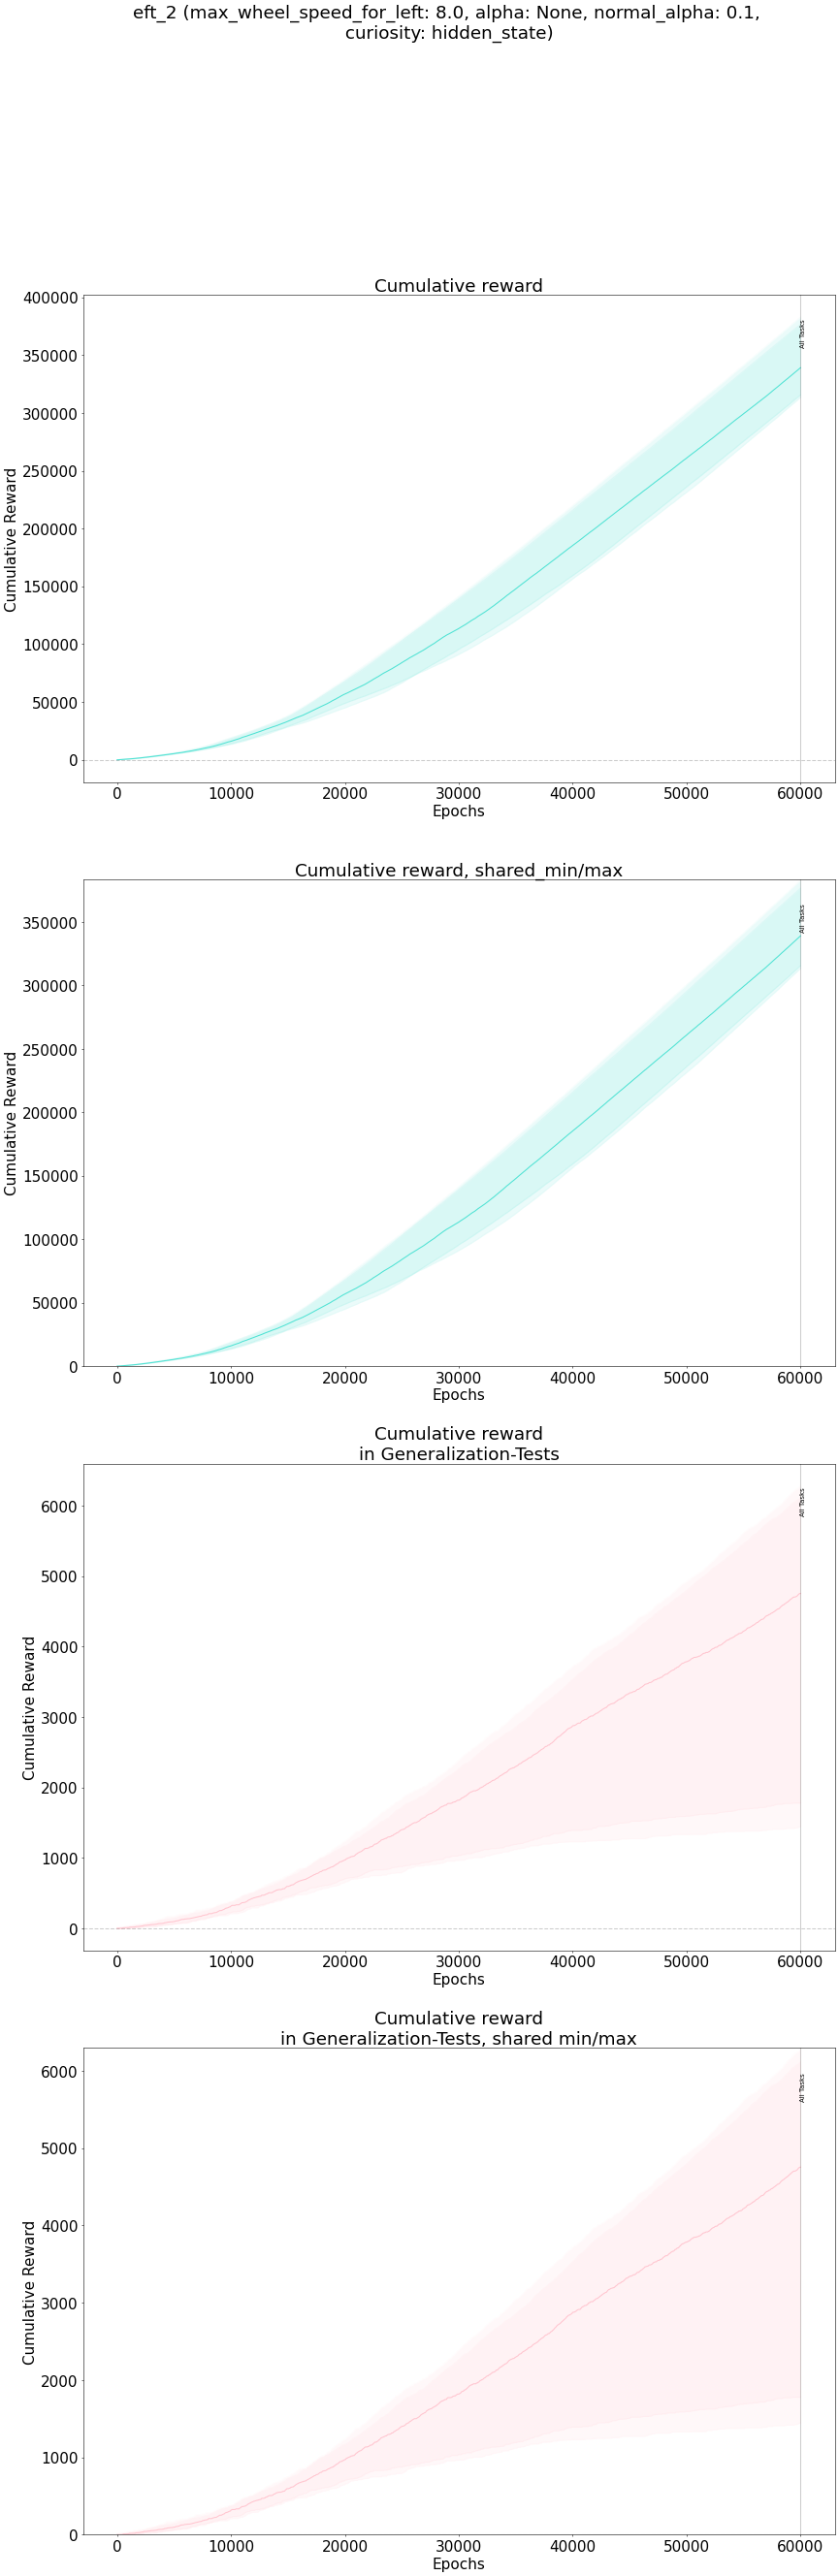 eft_2 (max_wheel_speed_for_left: 8.0, alpha: None, normal_alpha: 0.1,
curiosity: hidden_state)
Cumulative reward
400000
350000
300000
250000
200000
150000
100000
50000
0
Cumulative Reward
All Tasks
0 10000 20000 30000 40000 50000 60000
Epochs
Cumulative reward, shared_min/max
350000
300000
250000
200000
150000
100000
50000
0
Cumulative Reward
All Tasks
0 10000 20000 30000 40000 50000 60000
Epochs
Cumulative reward
in Generalization-Tests
6000
5000
4000
3000
2000
1000
0
Cumulative Reward
All Tasks
0 10000 20000 30000 40000 50000 60000
Epochs
Cumulative reward
in Generalization-Tests, shared min/max
6000
5000
4000
3000
2000
1000
0
Cumulative Reward
All Tasks
0 10000 20000 30000 40000 50000 60000
Epochs